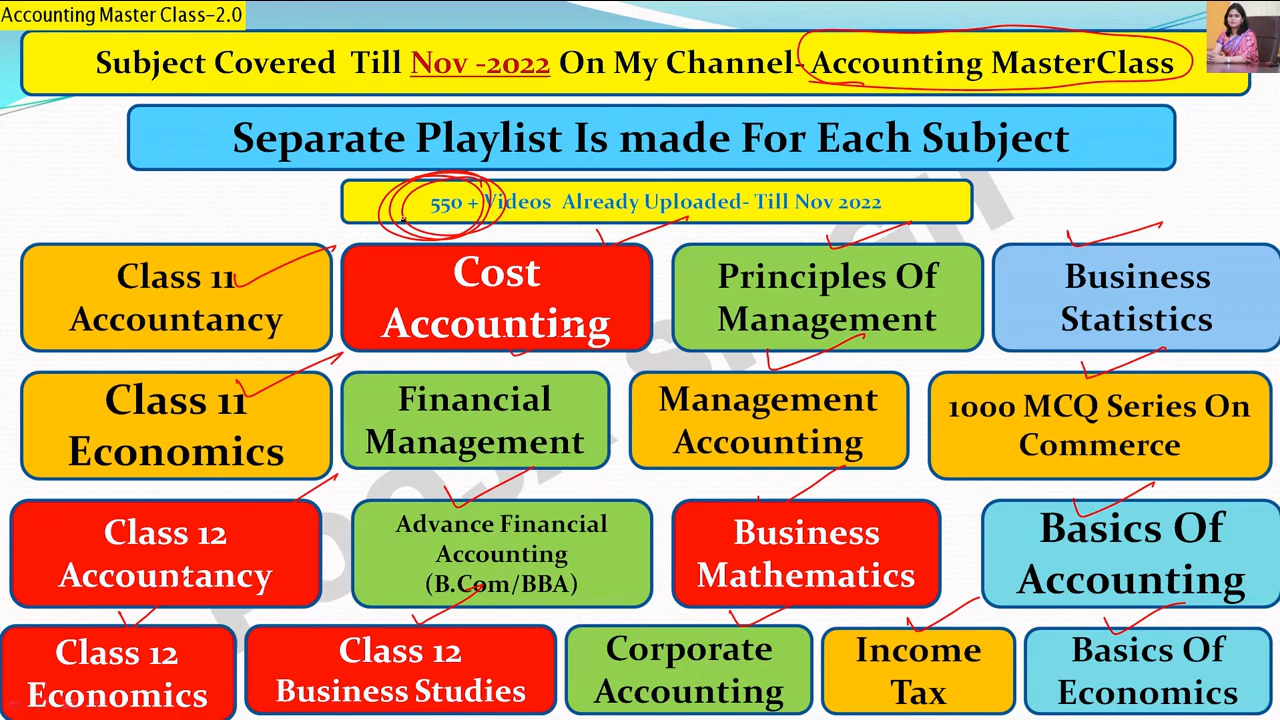 Accounting Master Class-2.0
Subject Covered Till Nov -2022 On My Channel- Accounting MasterClass
Separate Playlist Is made For Each Subject
550 + Videos Already Uploaded- Till Nov 2022
Class 11
Accountancy
Cost
Accounting
Principles Of
Management
Business
Statistics
Class 11
Economics
Financial
Management
Management
Accounting
1000 MCQ Series On
Commerce
Class 12
Accountancy
Advance Financial
Accounting
(B.Com/BBA)
Business
Mathematics
Basics Of
Accounting
Class 12
Economics
Class 12
Business Studies
Corporate
Accounting
Income
Tax
Basics Of
Economics